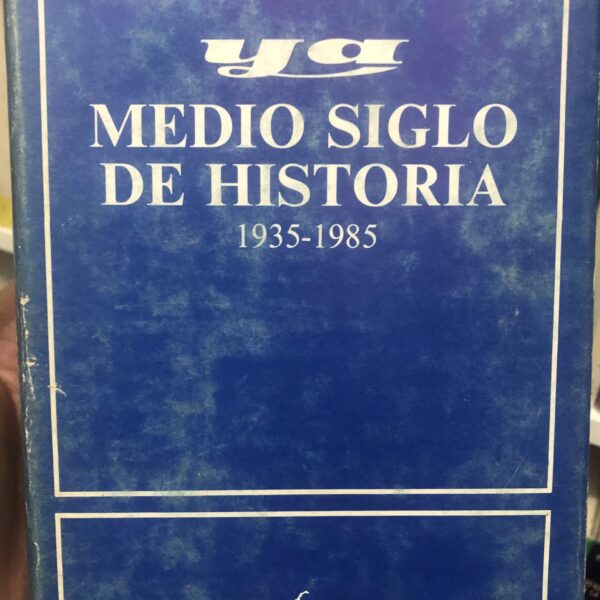 ya
MEDIO SIGLO
DE HISTORIA
1935-1985